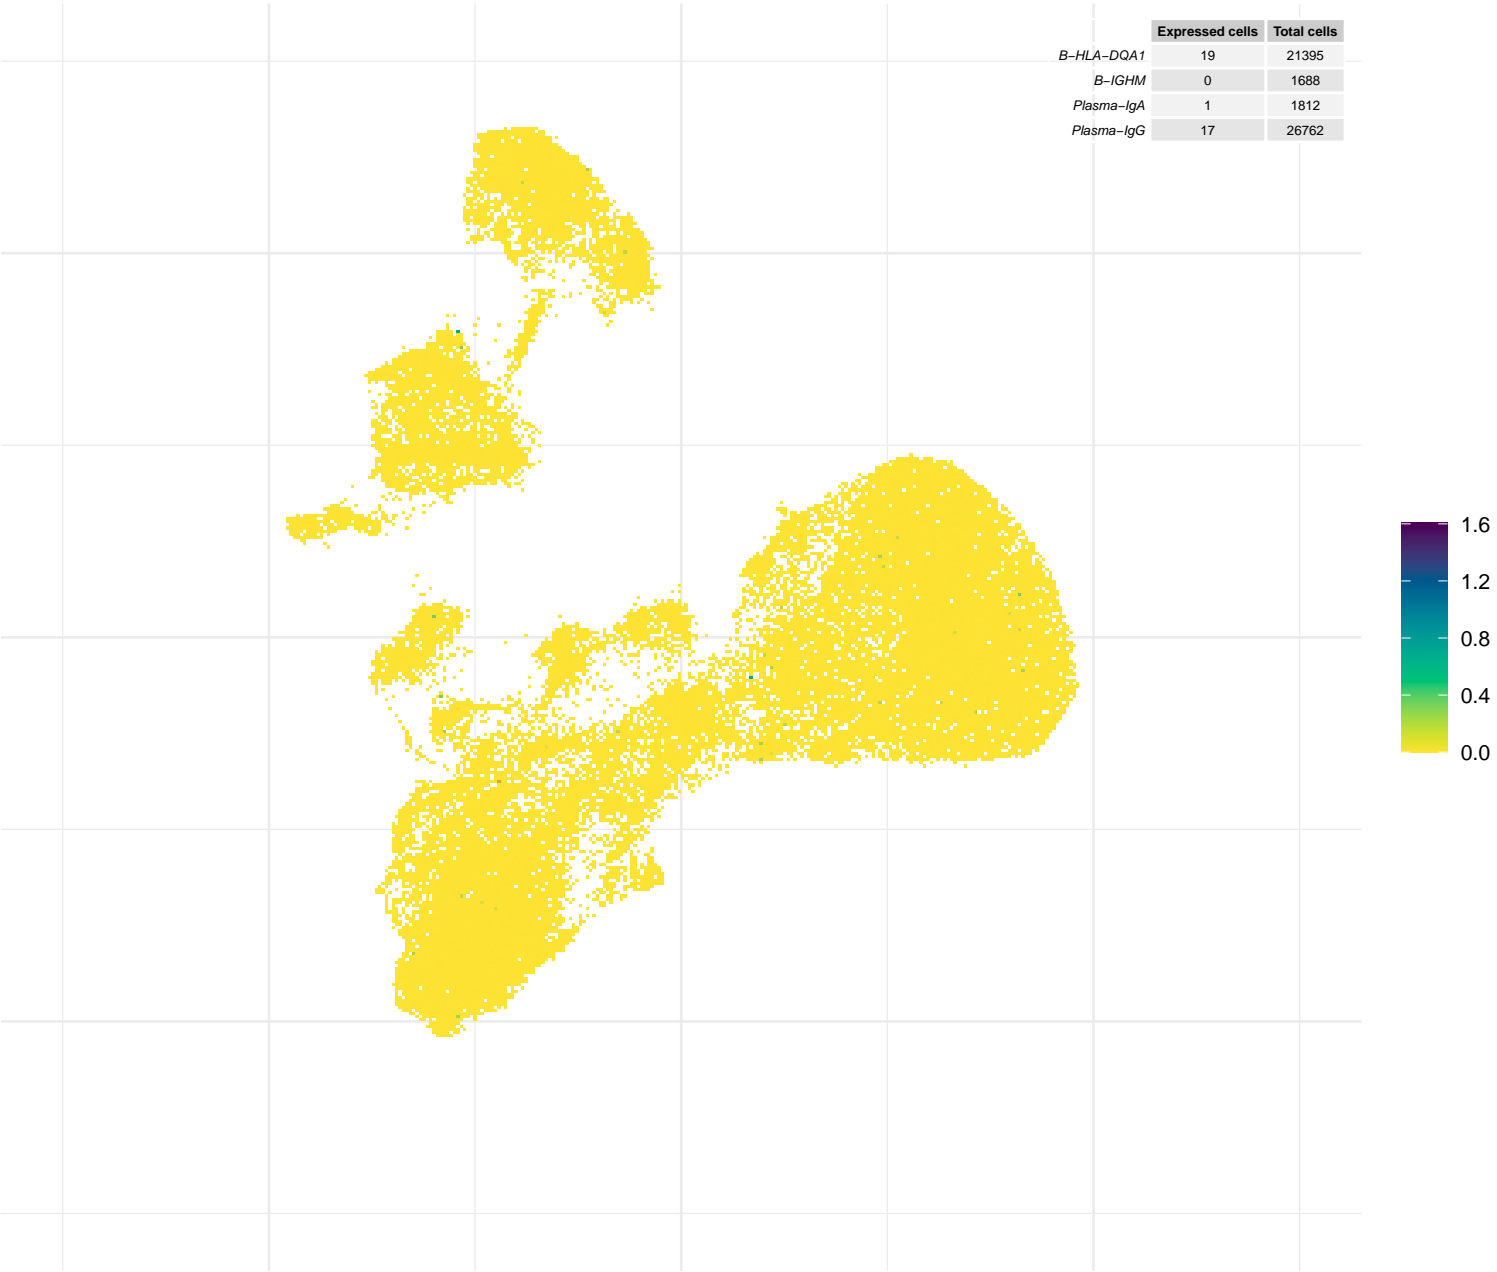 Expressed cells Total cells
B−HLA−DQA1 19 21395
B−IGHM 0 1688
Plasma−IgA 1 1812
Plasma−IgG 17 26762
1.6
1.2
0.8
0.4
0.0